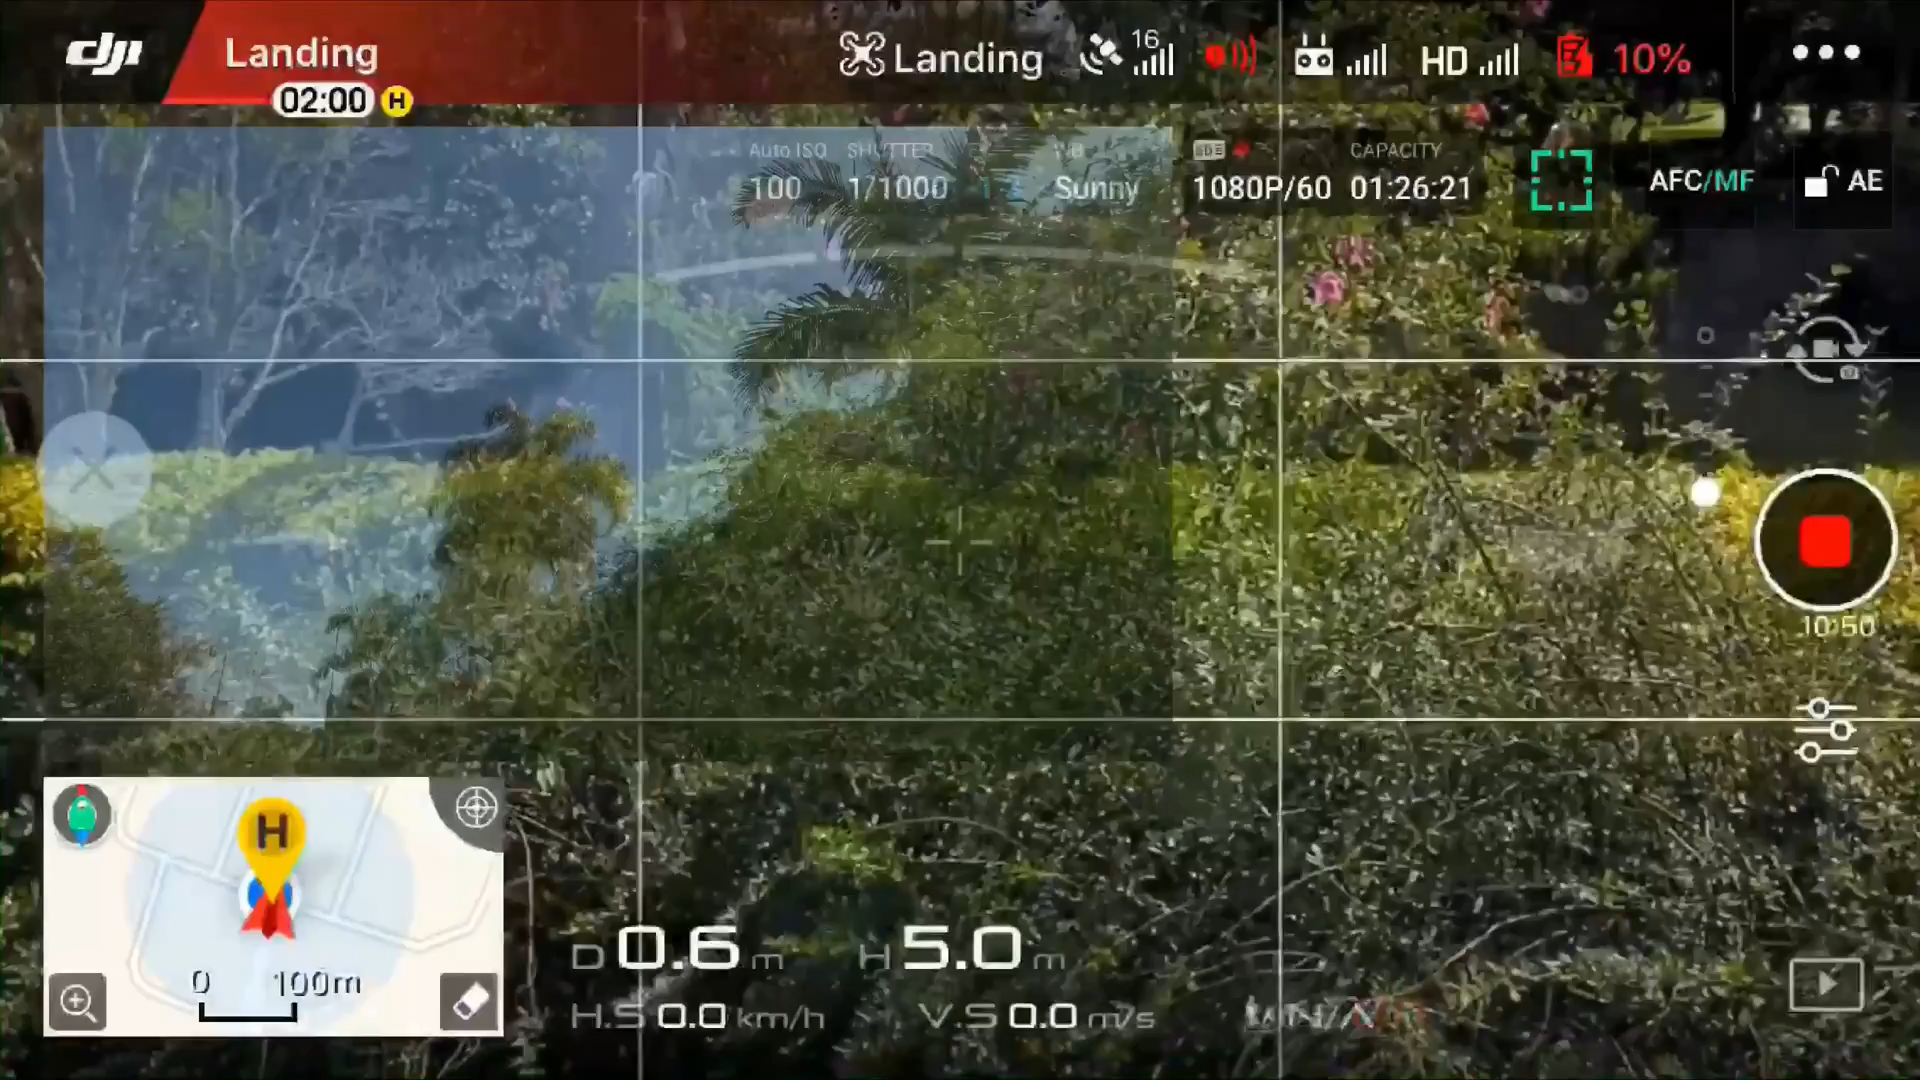 dji
Landing
02:00 H
Landing
16
HD
10%
Auto ISO
100
SHUTTER
1/1000
WB
Sunny
1080P/60
CAPACITY
01:26:21
AFC/MF
AE
10:50
H
0 100m
D 0.6 m H 5.0 m
H.S 0.0 km/h V.S 0.0 m/s